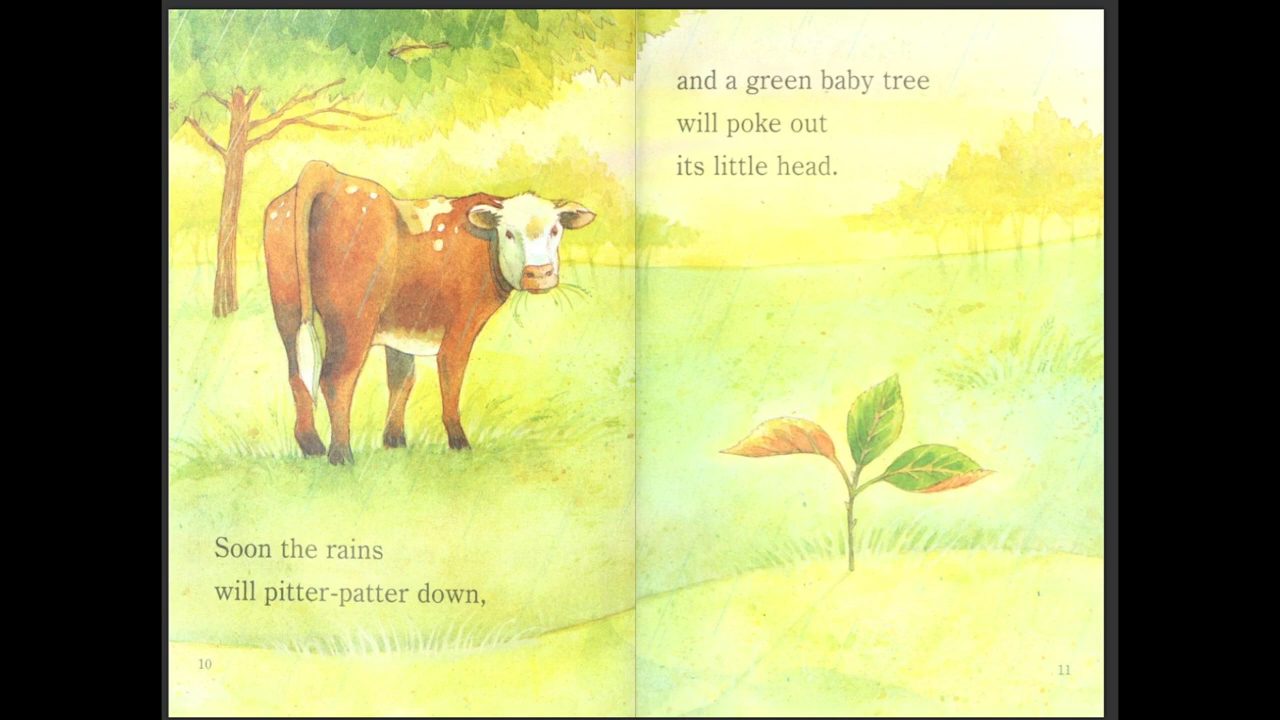 Soon the rains
will pitter-patter down,
10
and a green baby tree
will poke out
its little head.
11